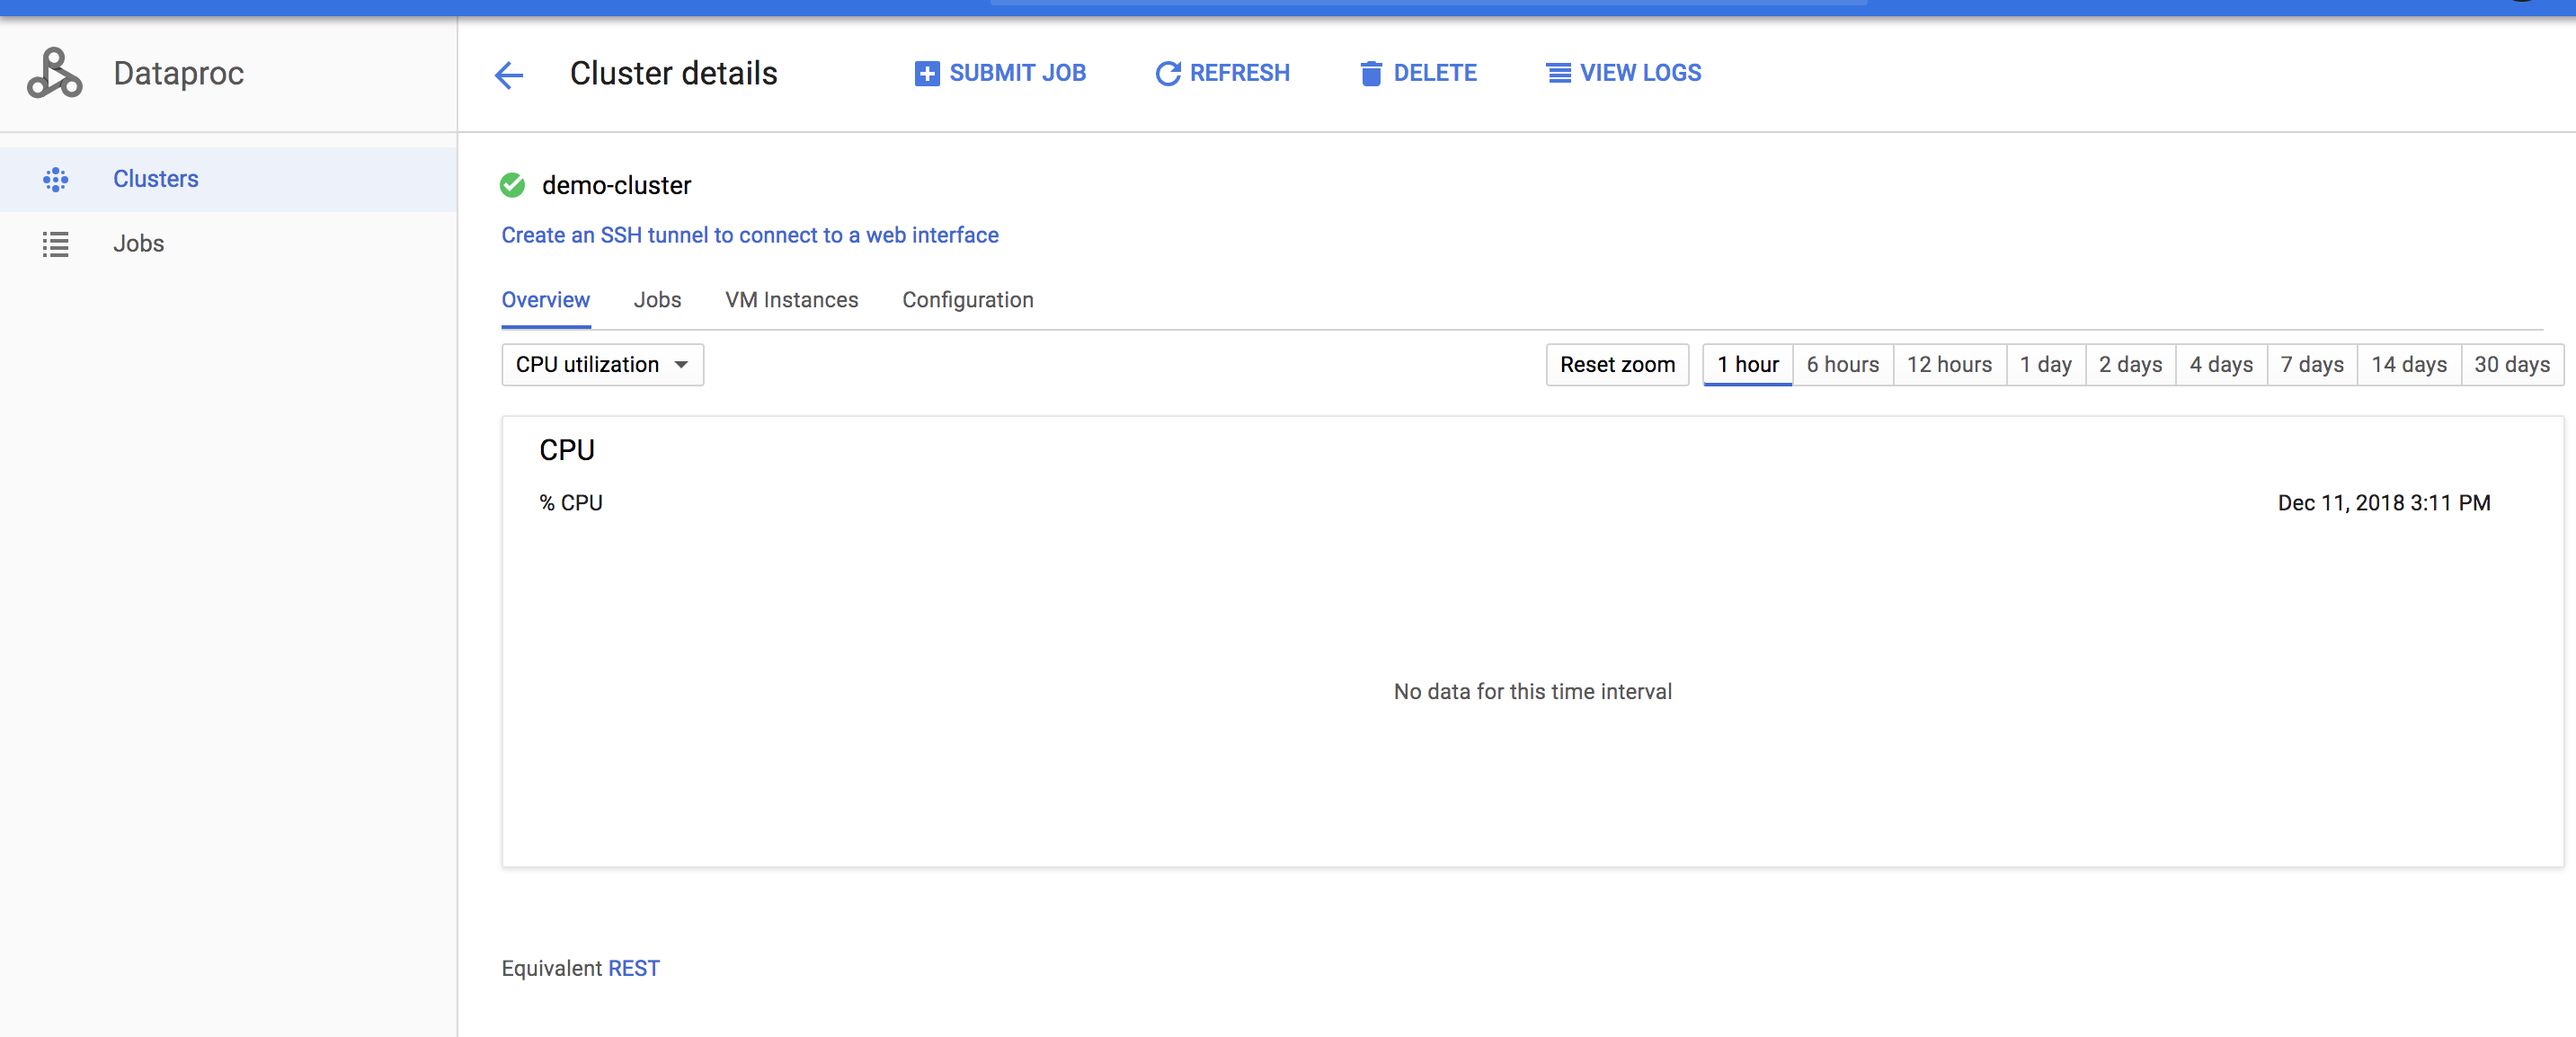 Dataproc
Cluster details
SUBMIT JOB
REFRESH
DELETE
VIEW LOGS
Clusters
Jobs
demo-cluster
Create an SSH tunnel to connect to a web interface
Overview
Jobs
VM Instances
Configuration
CPU utilization
Reset zoom
1 hour
6 hours
12 hours
1 day
2 days
4 days
7 days
14 days
30 days
CPU
% CPU
Dec 11, 2018 3:11 PM
No data for this time interval
Equivalent REST